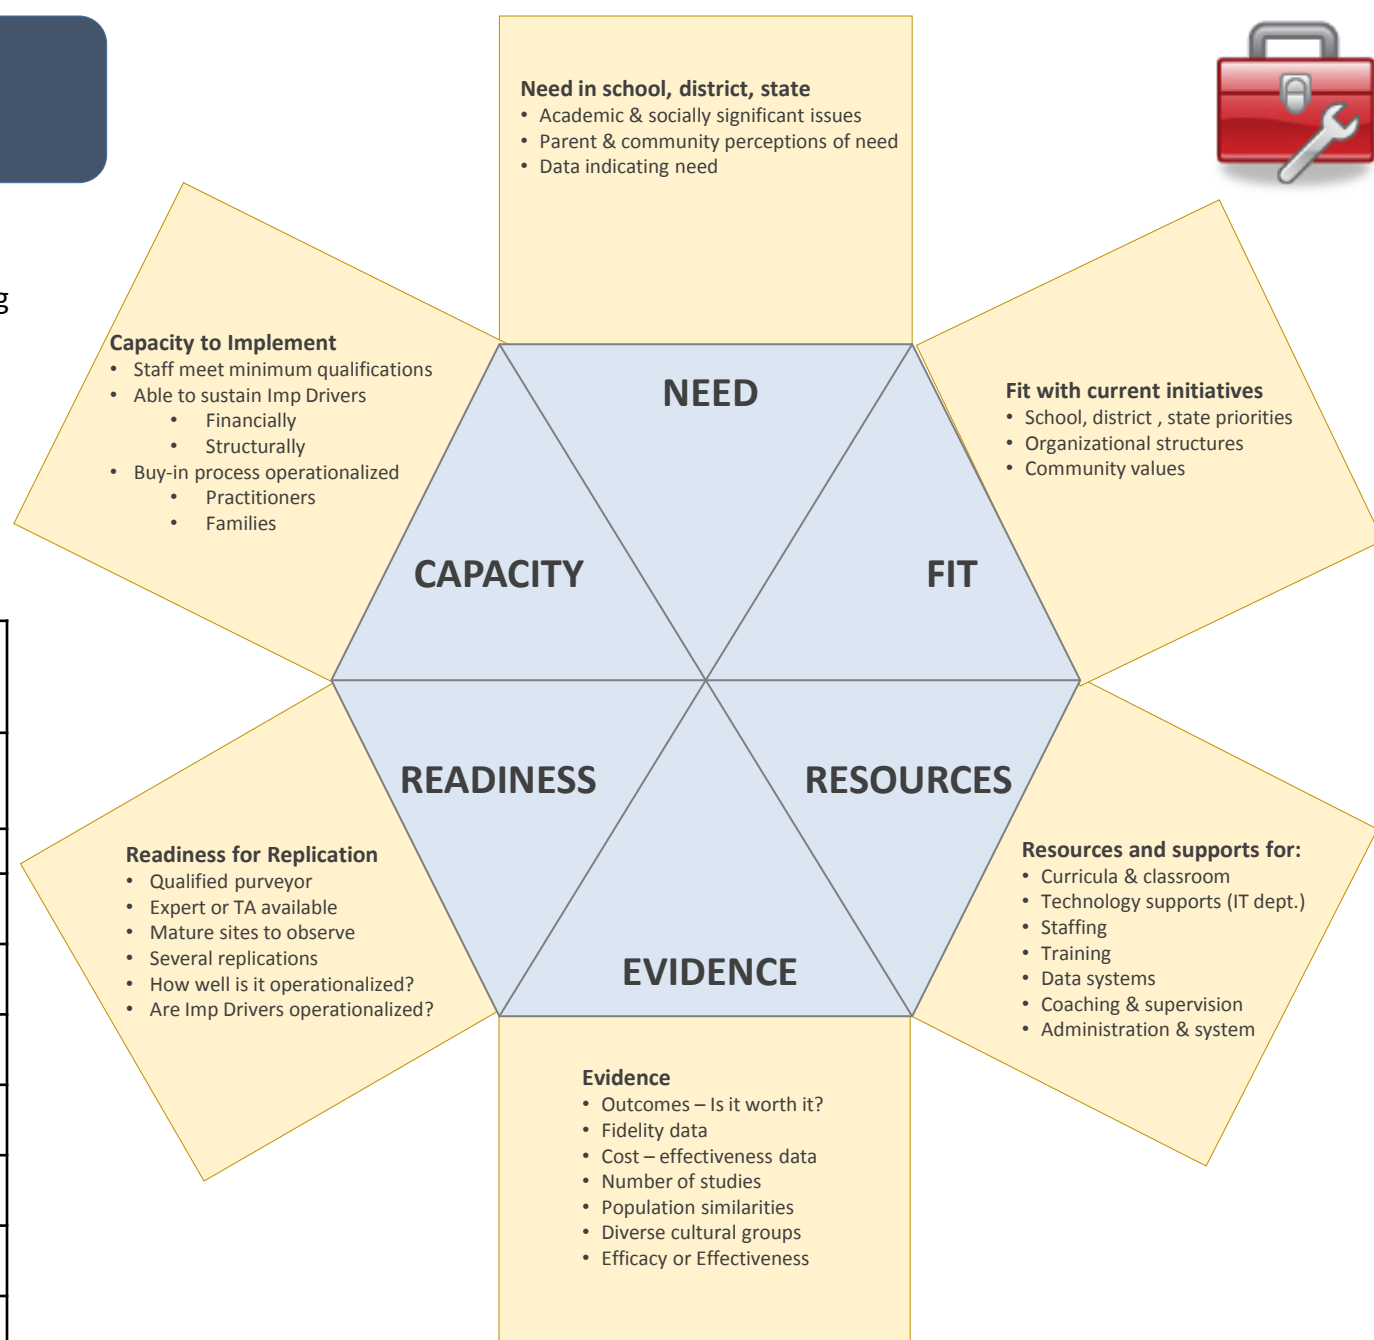 Need in school, district, state
• Academic & socially significant issues
• Parent & community perceptions of need
• Data indicating need
g
Capacity to Implement
• Staff meet minimum qualifications
• Able to sustain Imp Drivers
• Financially
• Structurally
• Buy-in process operationalized
• Practitioners
• Families
NEED
Fit with current initiatives
• School, district , state priorities
• Organizational structures
• Community values
CAPACITY
FIT
READINESS
RESOURCES
Readiness for Replication
• Qualified purveyor
• Expert or TA available
• Mature sites to observe
• Several replications
• How well is it operationalized?
• Are Imp Drivers operationalized?
Resources and supports for:
• Curricula & classroom
• Technology supports (IT dept.)
• Staffing
• Training
• Data systems
• Coaching & supervision
• Administration & system
EVIDENCE
Evidence
• Outcomes – Is it worth it?
• Fidelity data
• Cost – effectiveness data
• Number of studies
• Population similarities
• Diverse cultural groups
• Efficacy or Effectiveness